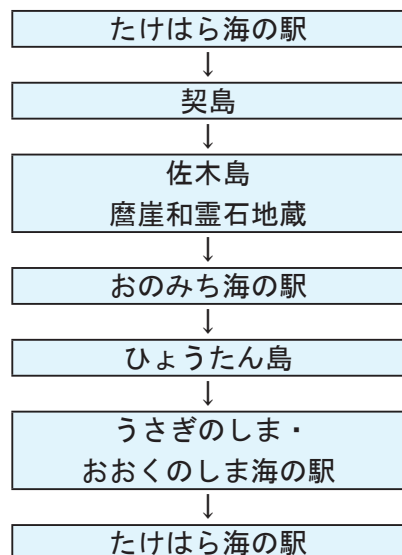 たけはら海の駅
↓
契島
↓
佐木島
磨崖和霊石地蔵
↓
おのみち海の駅
↓
ひょうたん島
↓
うさぎのしま・
おおくのしま海の駅
↓
たけはら海の駅